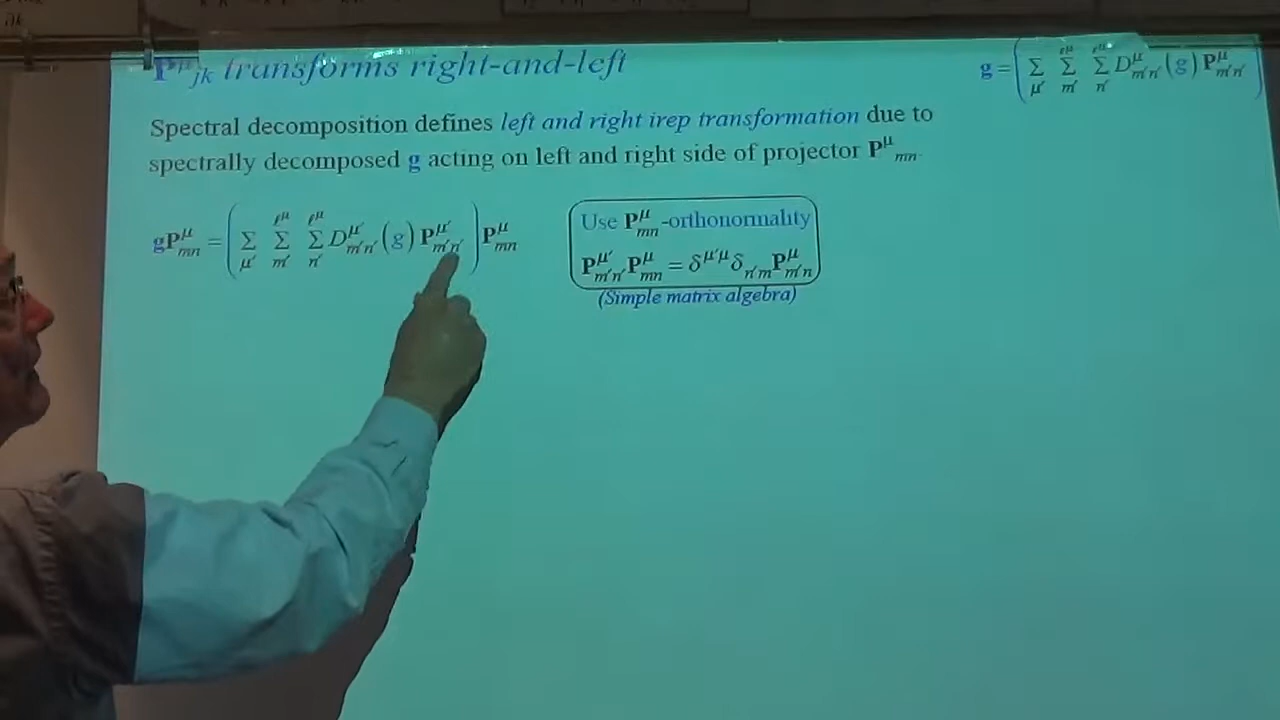 ∂k
P^μ_jk transforms right-and-left
g = ( Σ_μ′ Σ_m′^ℓ^μ Σ_n′^ℓ^μ D^μ′_m′n′ (g) P^μ′_m′n′ )
Spectral decomposition defines left and right irep transformation due to
spectrally decomposed g acting on left and right side of projector P^μ_mn.
gP^μ_mn = ( Σ_μ′ Σ_m′^ℓ^μ Σ_n′^ℓ^μ D^μ′_m′n′ (g) P^μ′_m′n′ ) P^μ_mn
Use P^μ_mn-orthonormality
P^μ′_m′n′ P^μ_mn = δ^μ′μ δ_n′m P^μ_m′n
(Simple matrix algebra)